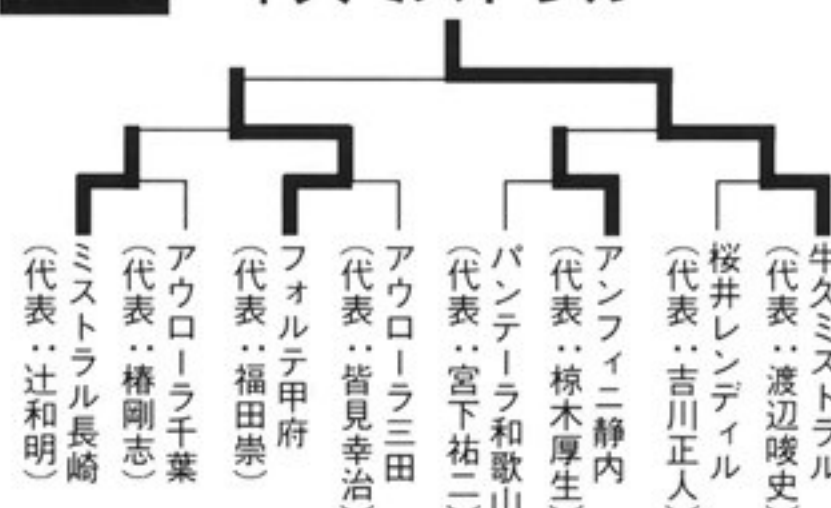 牛久ミストラル
(代表:渡辺唆史)
桜井レンディル
(代表:吉川正人)
アンフィニ静内
(代表:椋木厚生)
パンテーラ和歌山
(代表:宮下祐二)
アウローラ三田
(代表:皆見幸治)
フォルテ甲府
(代表:福田崇)
アウローラ千葉
(代表:椿剛志)
ミストラル長崎
(代表:辻和明)